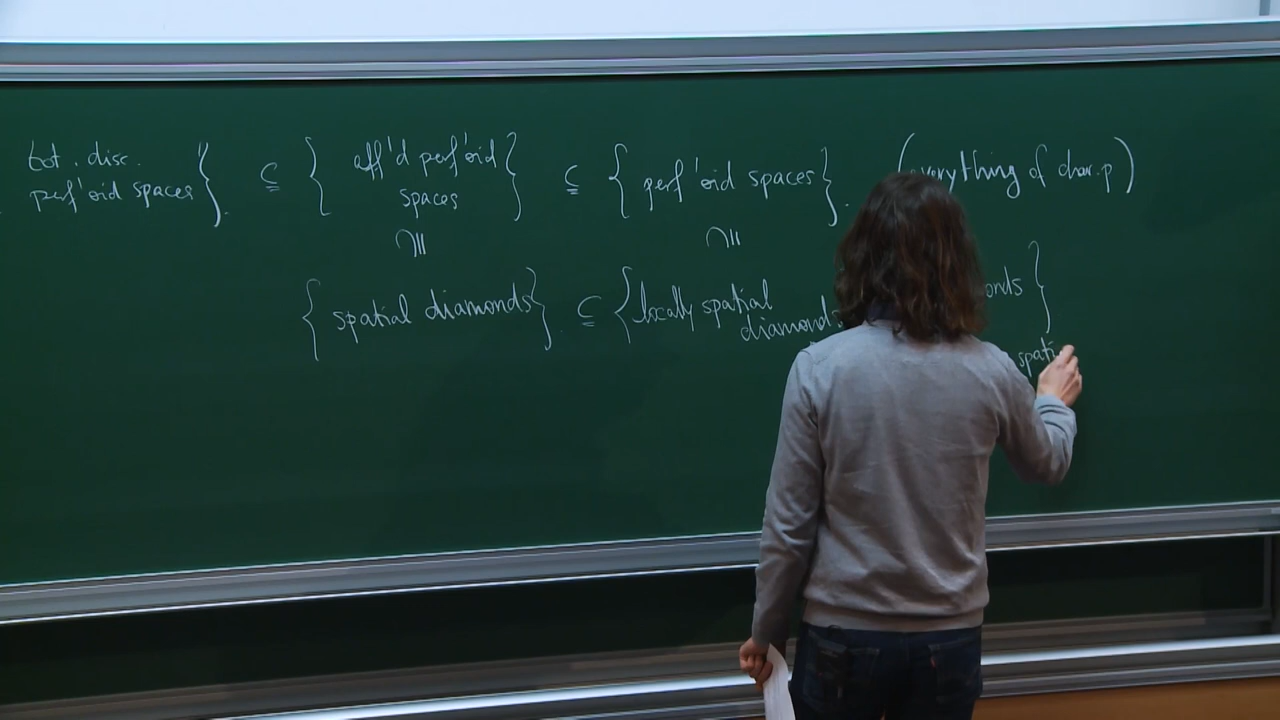 tot. disc.
perf'oid spaces } ⊆ { aff'd perf'oid spaces } ⊆ { perf'oid spaces }. (everything of char. p)
{ spatial diamonds } ⊆ { locally spatial diamonds
spati